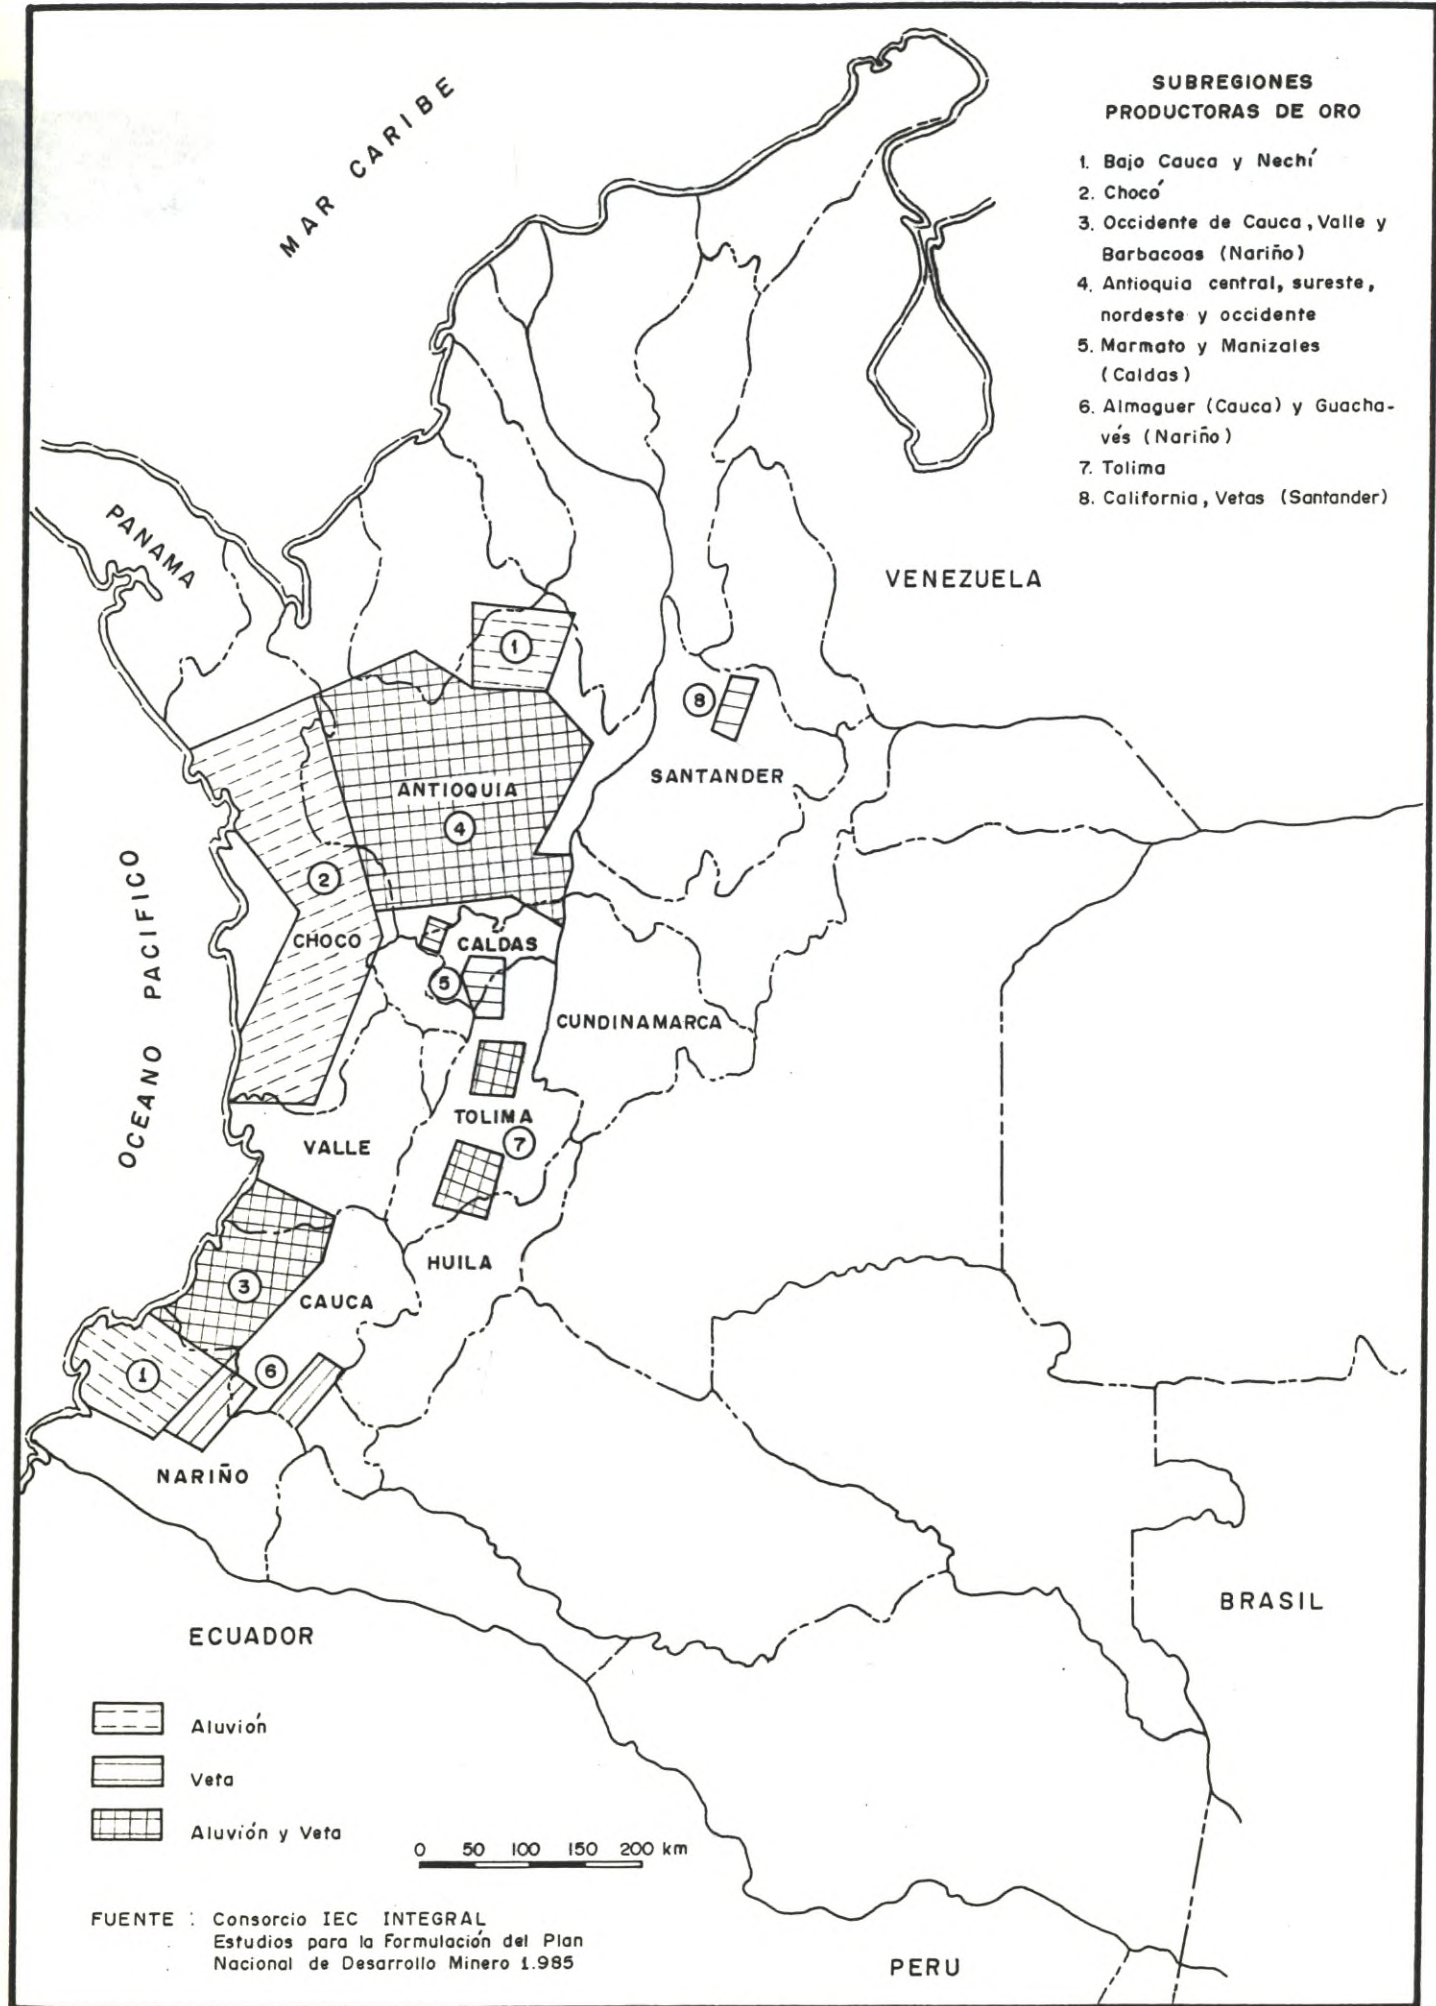 SUBREGIONES
PRODUCTORAS DE ORO
1. Bajo Cauca y Nechí
2. Chocó
3. Occidente de Cauca, Valle y
Barbacoas (Nariño)
4. Antioquia central, sureste,
nordeste y occidente
5. Marmato y Manizales
(Caldas)
6. Almaguer (Cauca) y Guacha-
vés (Nariño)
7. Tolima
8. California, Vetas (Santander)
MAR CARIBE
PANAMA
VENEZUELA
1
8
SANTANDER
ANTIOQUIA
4
2
OCEANO PACIFICO
CHOCO
CALDAS
5
CUNDINAMARCA
TOLIMA
7
VALLE
HUILA
3
CAUCA
6
1
NARIÑO
BRASIL
ECUADOR
Aluvión
Veta
Aluvión y Veta
0 50 100 150 200 km
FUENTE : Consorcio IEC INTEGRAL
Estudios para la Formulación del Plan
Nacional de Desarrollo Minero 1.985
PERU